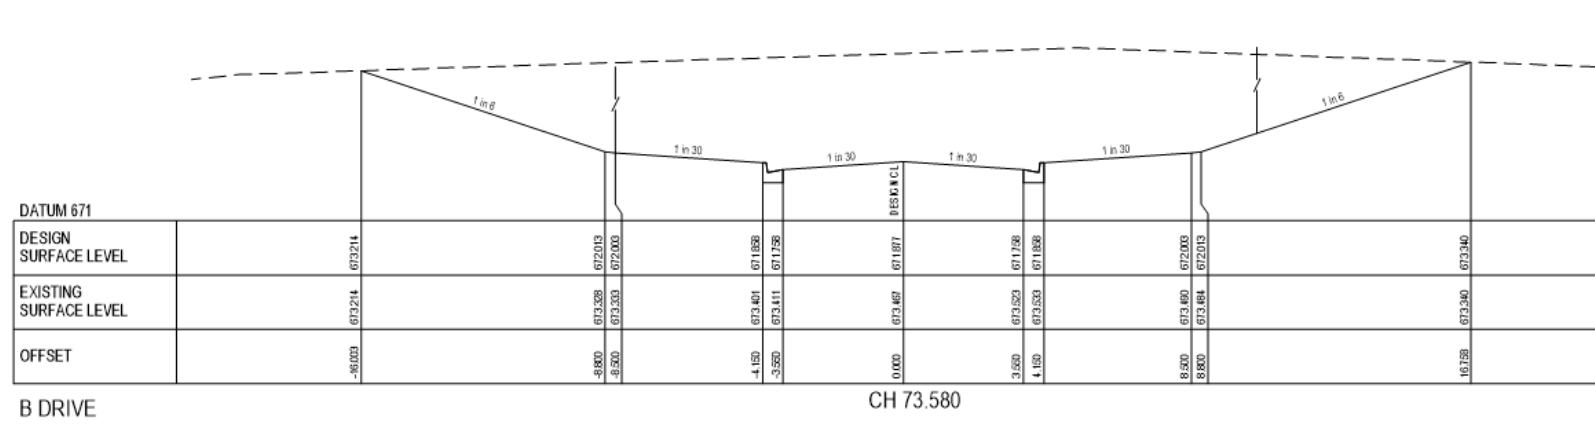 1 in 6
1 in 6
1 in 30
1 in 30
1 in 30
1 in 30
DESIGN CL
DATUM 671
DESIGN
SURFACE LEVEL
673.214
672.013
672.003
671.858
671.758
671.877
671.758
671.858
672.003
672.013
673.340
EXISTING
SURFACE LEVEL
673.214
673.328
673.333
673.401
673.411
673.467
673.523
673.533
673.490
673.484
673.340
OFFSET
-16.003
-8.800
-8.500
-4.150
-3.550
0.000
3.550
4.150
8.500
8.800
16.758
B DRIVE
CH 73.580